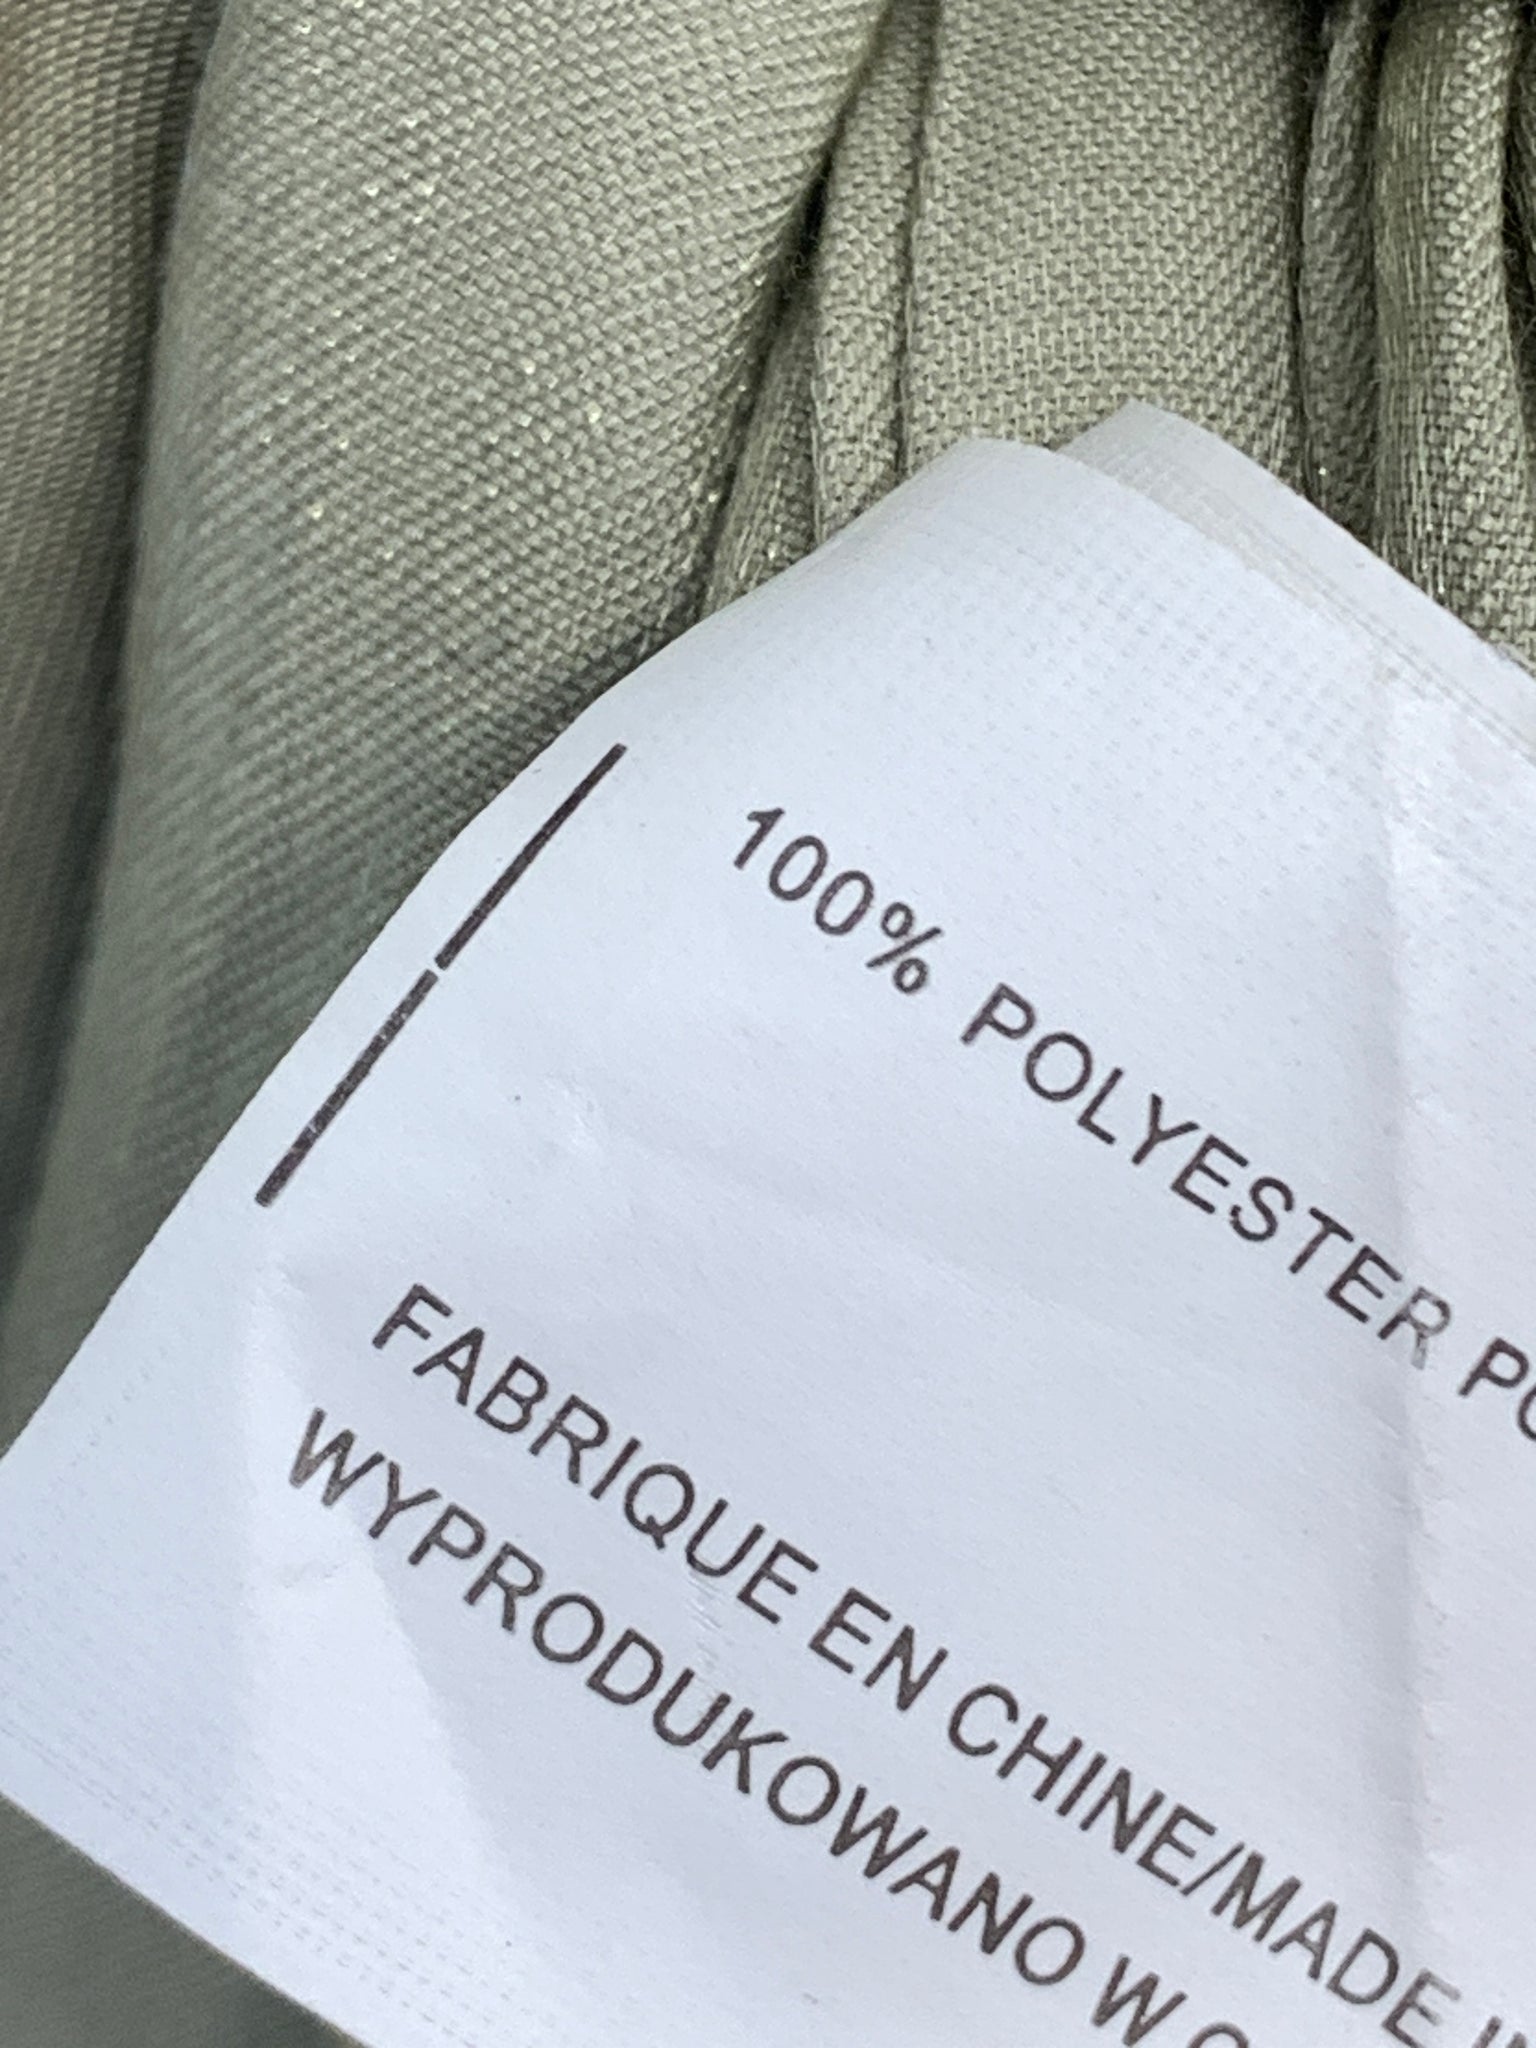 100% POLYESTER
FABRIQUE EN CHINE/MADE
WYPRODUKOWANO W